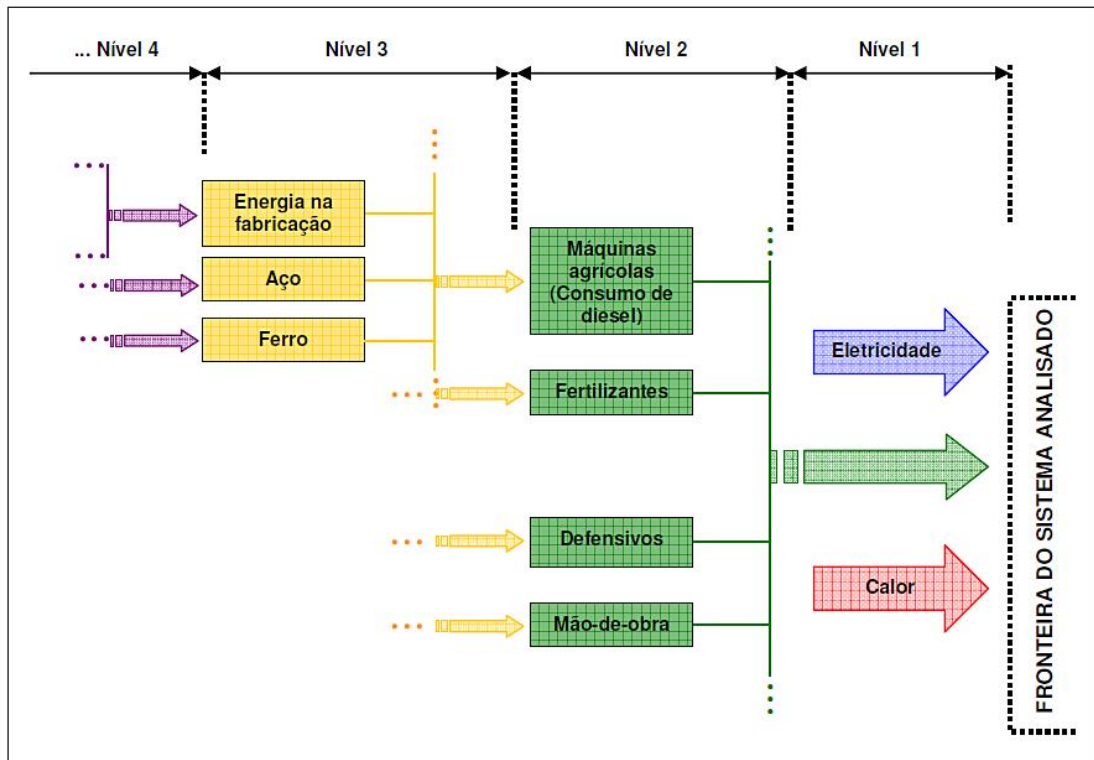 ... Nível 4
Nível 3
Nível 2
Nível 1
Energia na
fabricação
Aço
Ferro
Máquinas
agrícolas
(Consumo de
diesel)
Fertilizantes
Defensivos
Mão-de-obra
Eletricidade
Calor
FRONTEIRA DO SISTEMA ANALISADO